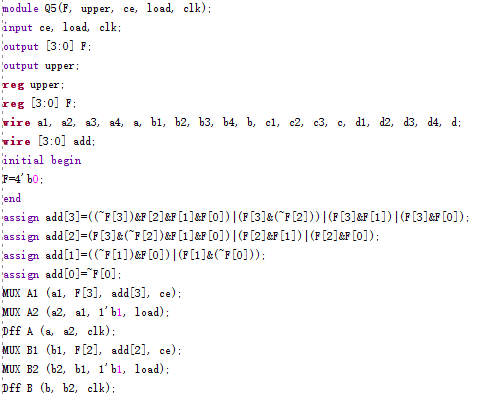 module Q5(F, upper, ce, load, clk);
input ce, load, clk;
output [3:0] F;
output upper;
reg upper;
reg [3:0] F;
wire a1, a2, a3, a4, a, b1, b2, b3, b4, b, c1, c2, c3, c, d1, d2, d3, d4, d;
wire [3:0] add;
initial begin
F=4'b0;
end
assign add[3]=((~F[3])&F[2]&F[1]&F[0])|(F[3]&(~F[2]))|(F[3]&F[1])|(F[3]&F[0]);
assign add[2]=(F[3]&(~F[2])&F[1]&F[0])|(F[2]&F[1])|(F[2]&F[0]);
assign add[1]=((~F[1])&F[0])|(F[1]&(~F[0]));
assign add[0]=~F[0];
MUX A1 (a1, F[3], add[3], ce);
MUX A2 (a2, a1, 1'b1, load);
Dff A (a, a2, clk);
MUX B1 (b1, F[2], add[2], ce);
MUX B2 (b2, b1, 1'b1, load);
Dff B (b, b2, clk);